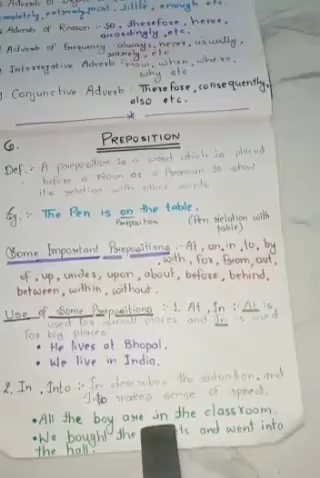 Adverb of
completely, extremely, most, little, enough etc.
Adverb of Reason - so, therefore, hence,
accordingly, etc.
Adverb of frequency always, never, usually,
rarely, etc
Interrogative Adverb How, when, where,
why etc
Conjunctive Adverb : Therefore, consequently,
also etc.
6. PREPOSITION
Def. :- A preposition is a word which is placed
before a Noun or a Pronoun to show
its relation with other words
Eg. :- The Pen is on the table.
Preposition (Pen relation with
table)
Some Important Prepositions :- At, on, in, to, by
, with, for, from, out,
of, up, under, upon, about, before, behind,
between, within, without.
Use of Some Prepositions : 1. At, In :- At is
used for small places and In is used
for big places
• He lives at Bhopal.
• We live in India.
2. In, Into :- In describes the situation, and
Into makes sense of speed.
• All the boy are in the classroom.
• We bought the ts and went into
the hall.